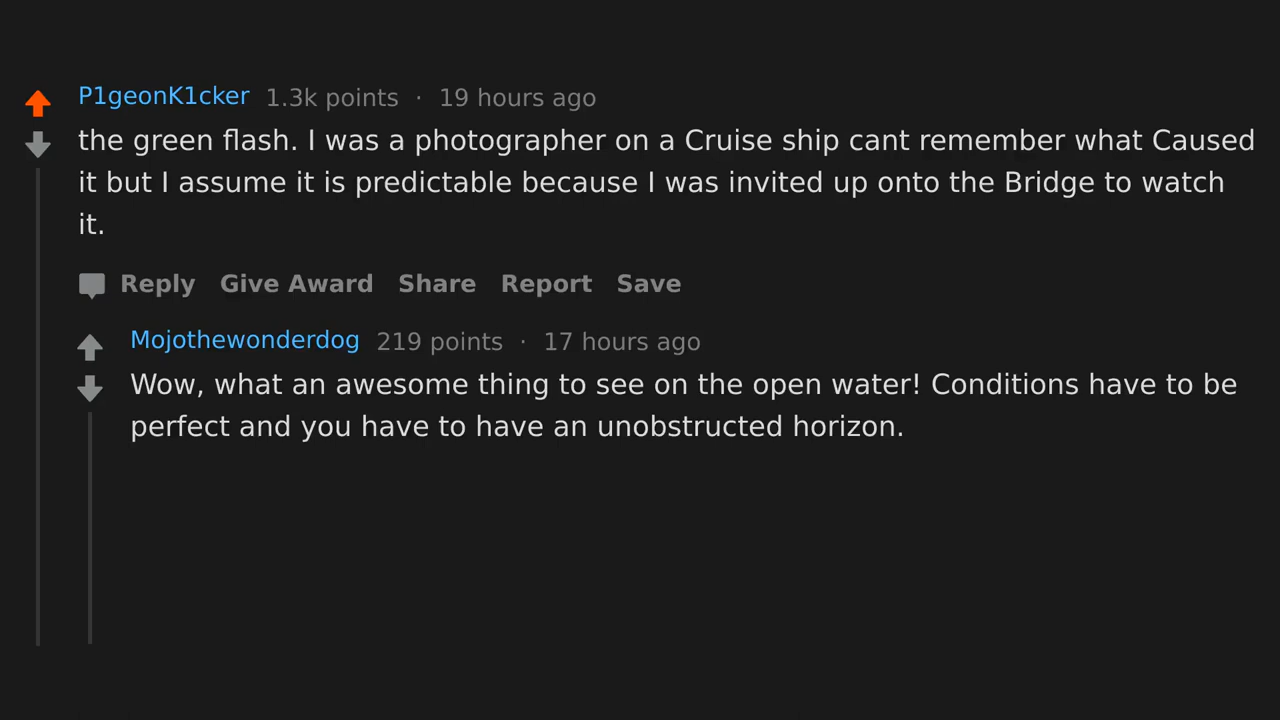 P1geonK1cker 1.3k points · 19 hours ago
the green flash. I was a photographer on a Cruise ship cant remember what Caused
it but I assume it is predictable because I was invited up onto the Bridge to watch
it.
Reply Give Award Share Report Save
Mojothewonderdog 219 points · 17 hours ago
Wow, what an awesome thing to see on the open water! Conditions have to be
perfect and you have to have an unobstructed horizon.